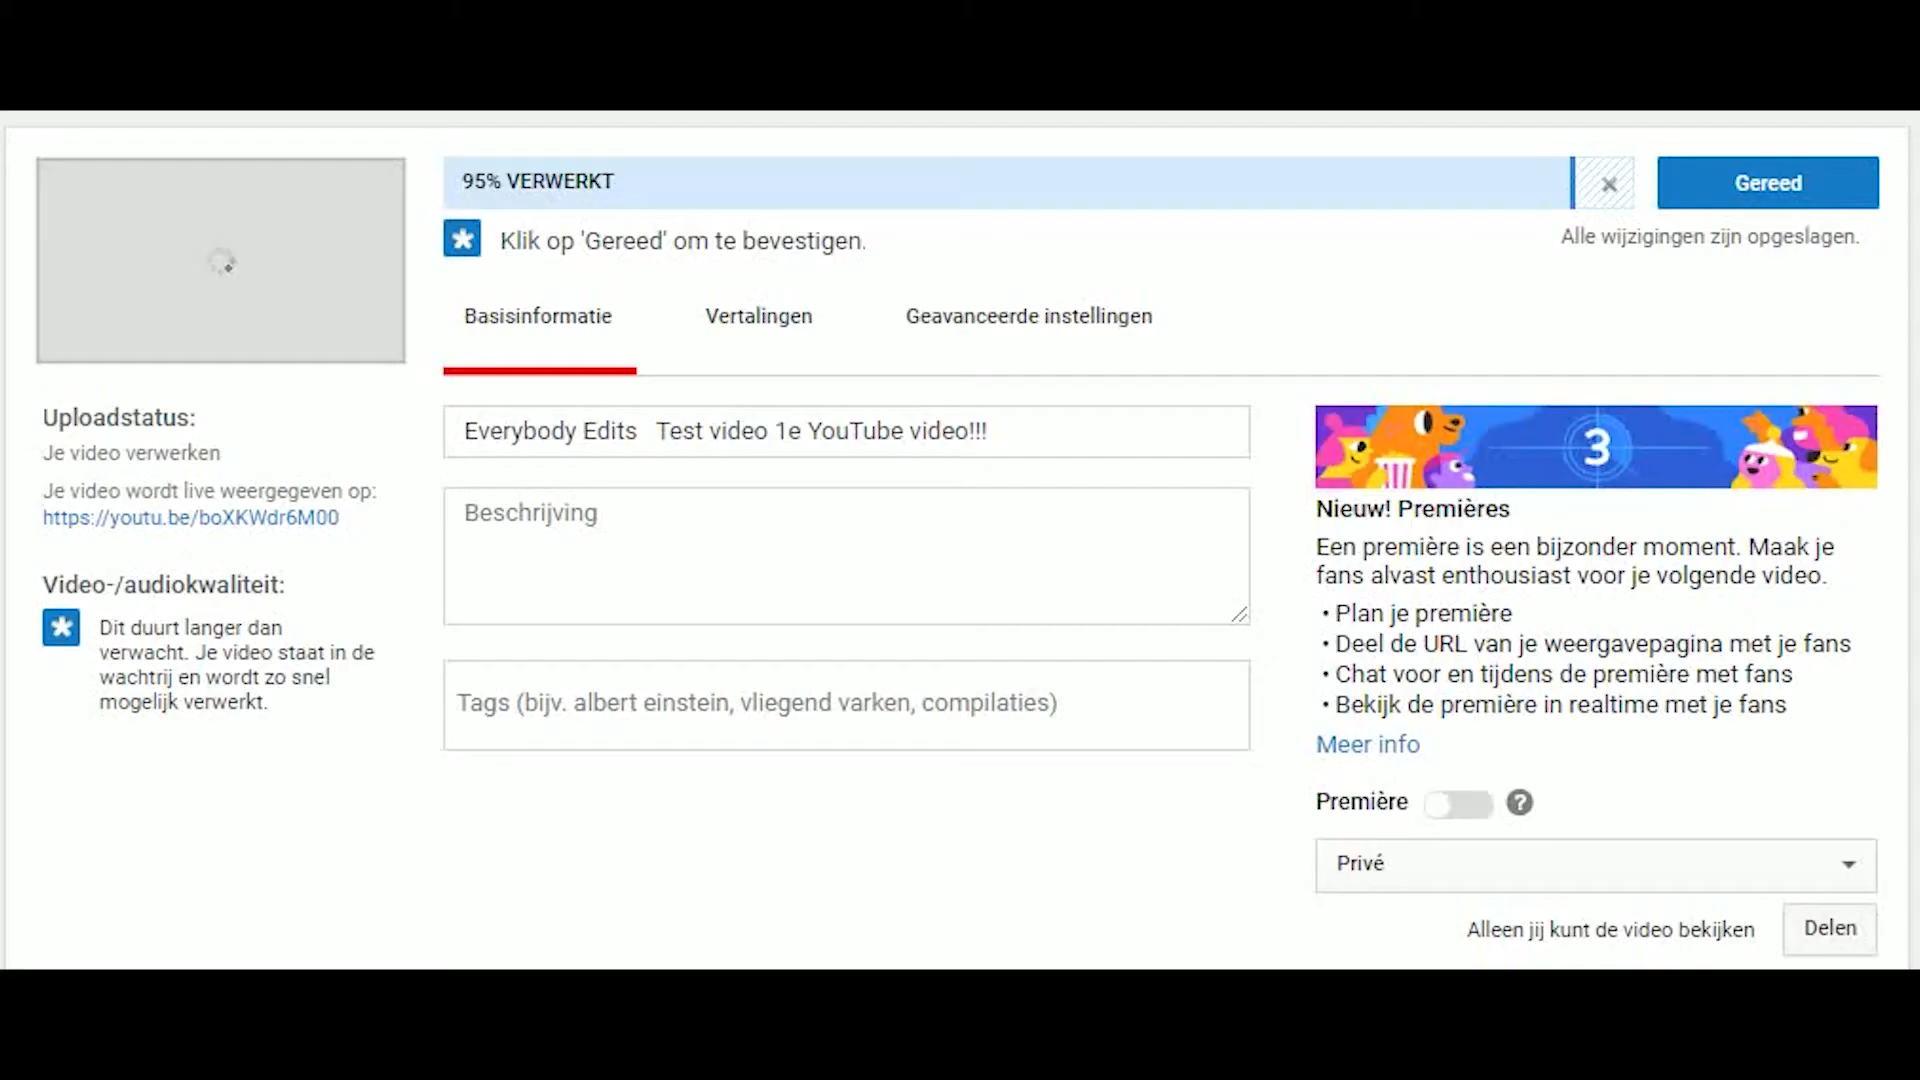 95% VERWERKT
Gereed
Klik op 'Gereed' om te bevestigen.
Alle wijzigingen zijn opgeslagen.
Basisinformatie
Vertalingen
Geavanceerde instellingen
Uploadstatus:
Je video verwerken
Je video wordt live weergegeven op:
https://youtu.be/boXKWdr6M00
Video-/audiokwaliteit:
Dit duurt langer dan
verwacht. Je video staat in de
wachtrij en wordt zo snel
mogelijk verwerkt.
Everybody Edits   Test video 1e YouTube video!!!
Beschrijving
Tags (bijv. albert einstein, vliegend varken, compilaties)
3
Nieuw! Premières
Een première is een bijzonder moment. Maak je
fans alvast enthousiast voor je volgende video.
• Plan je première
• Deel de URL van je weergavepagina met je fans
• Chat voor en tijdens de première met fans
• Bekijk de première in realtime met je fans
Meer info
Première ?
Privé
Alleen jij kunt de video bekijken
Delen